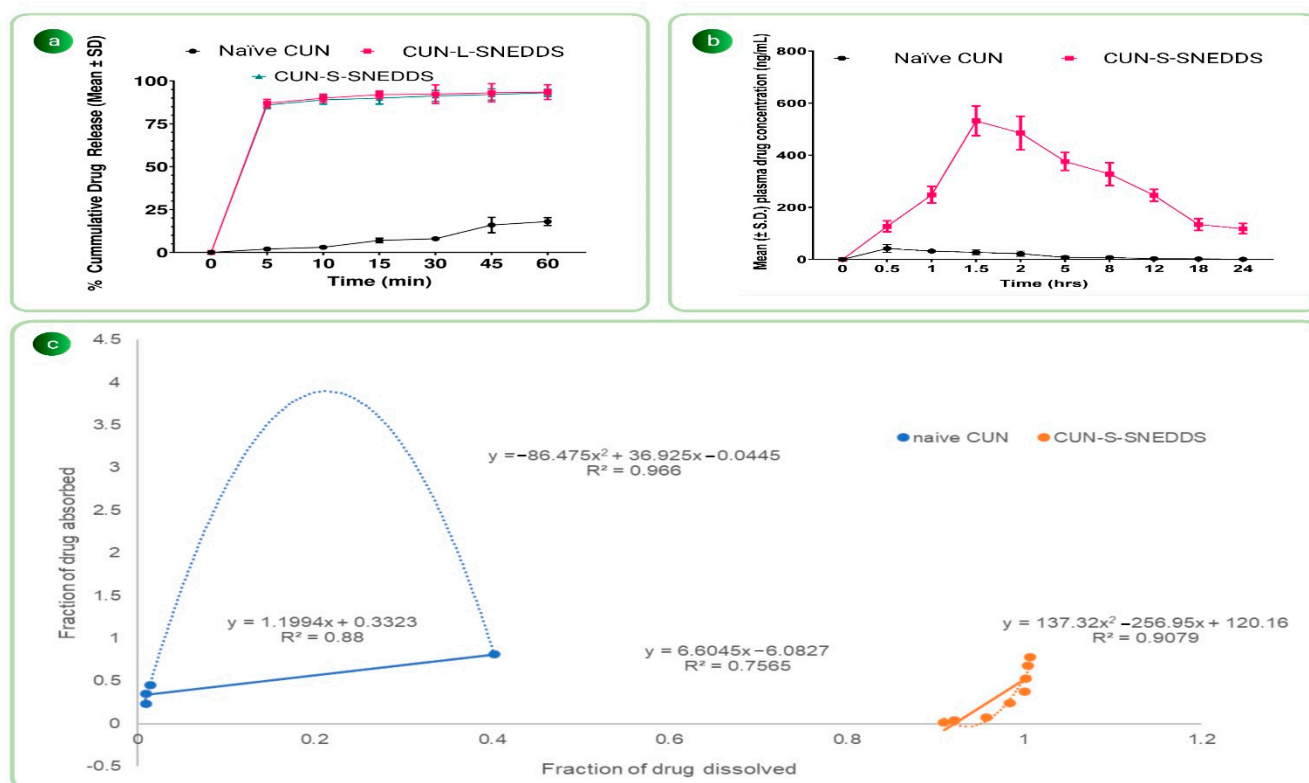 a
Naïve CUN
CUN-L-SNEDDS
CUN-S-SNEDDS
% Cummulative Drug Release (Mean ± SD)
100
75
50
25
0
0 5 10 15 30 45 60
Time (min)
b
Naïve CUN
CUN-S-SNEDDS
Mean (± S.D.) plasma drug concentration (ng/mL)
800
600
400
200
0
0 0.5 1 1.5 2 5 8 12 18 24
Time (hrs)
c
Fraction of drug absorbed
4.5
4
3.5
3
2.5
2
1.5
1
0.5
0
-0.5
naive CUN
CUN-S-SNEDDS
y =−86.475x² + 36.925x−0.0445
R² = 0.966
y = 1.1994x + 0.3323
R² = 0.88
y = 6.6045x−6.0827
R² = 0.7565
y = 137.32x² −256.95x + 120.16
R² = 0.9079
0 0.2 0.4 0.6 0.8 1 1.2
Fraction of drug dissolved